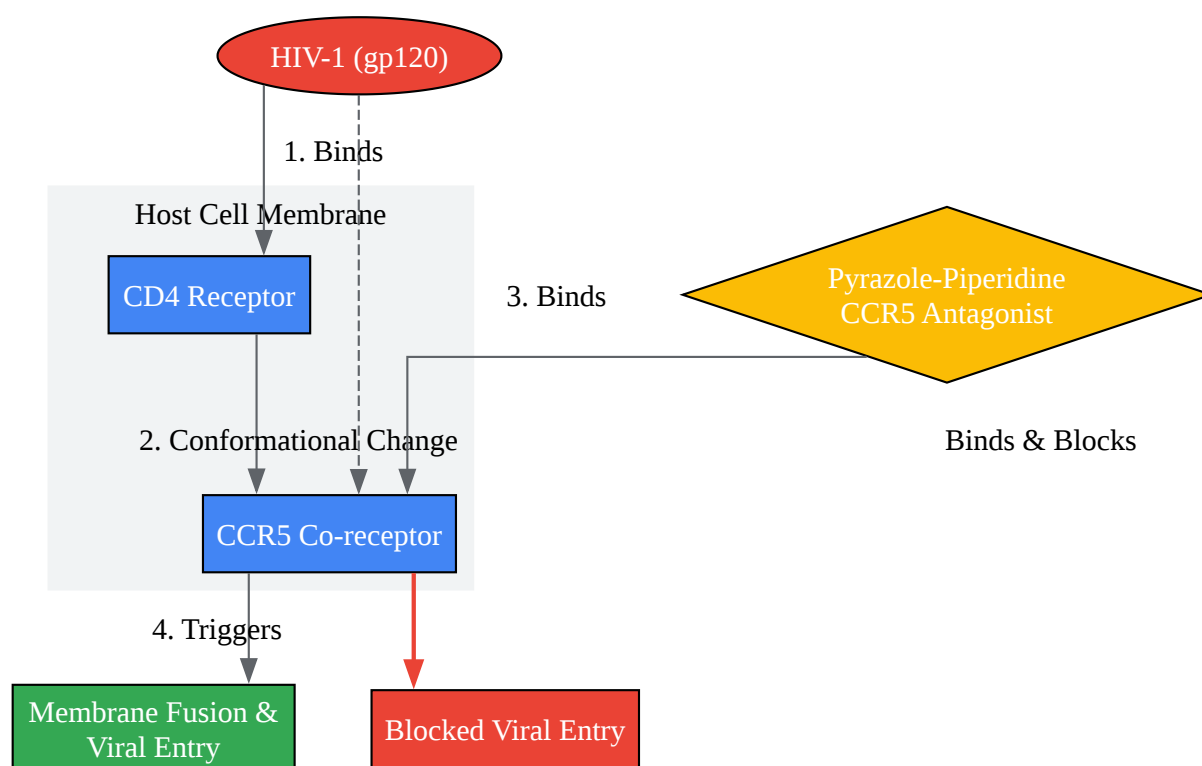 HIV-1 (gp120)
1. Binds
Host Cell Membrane
CD4 Receptor
3. Binds
Pyrazole-Piperidine
CCR5 Antagonist
2. Conformational Change
Binds & Blocks
CCR5 Co-receptor
4. Triggers
Membrane Fusion &
Viral Entry
Blocked Viral Entry